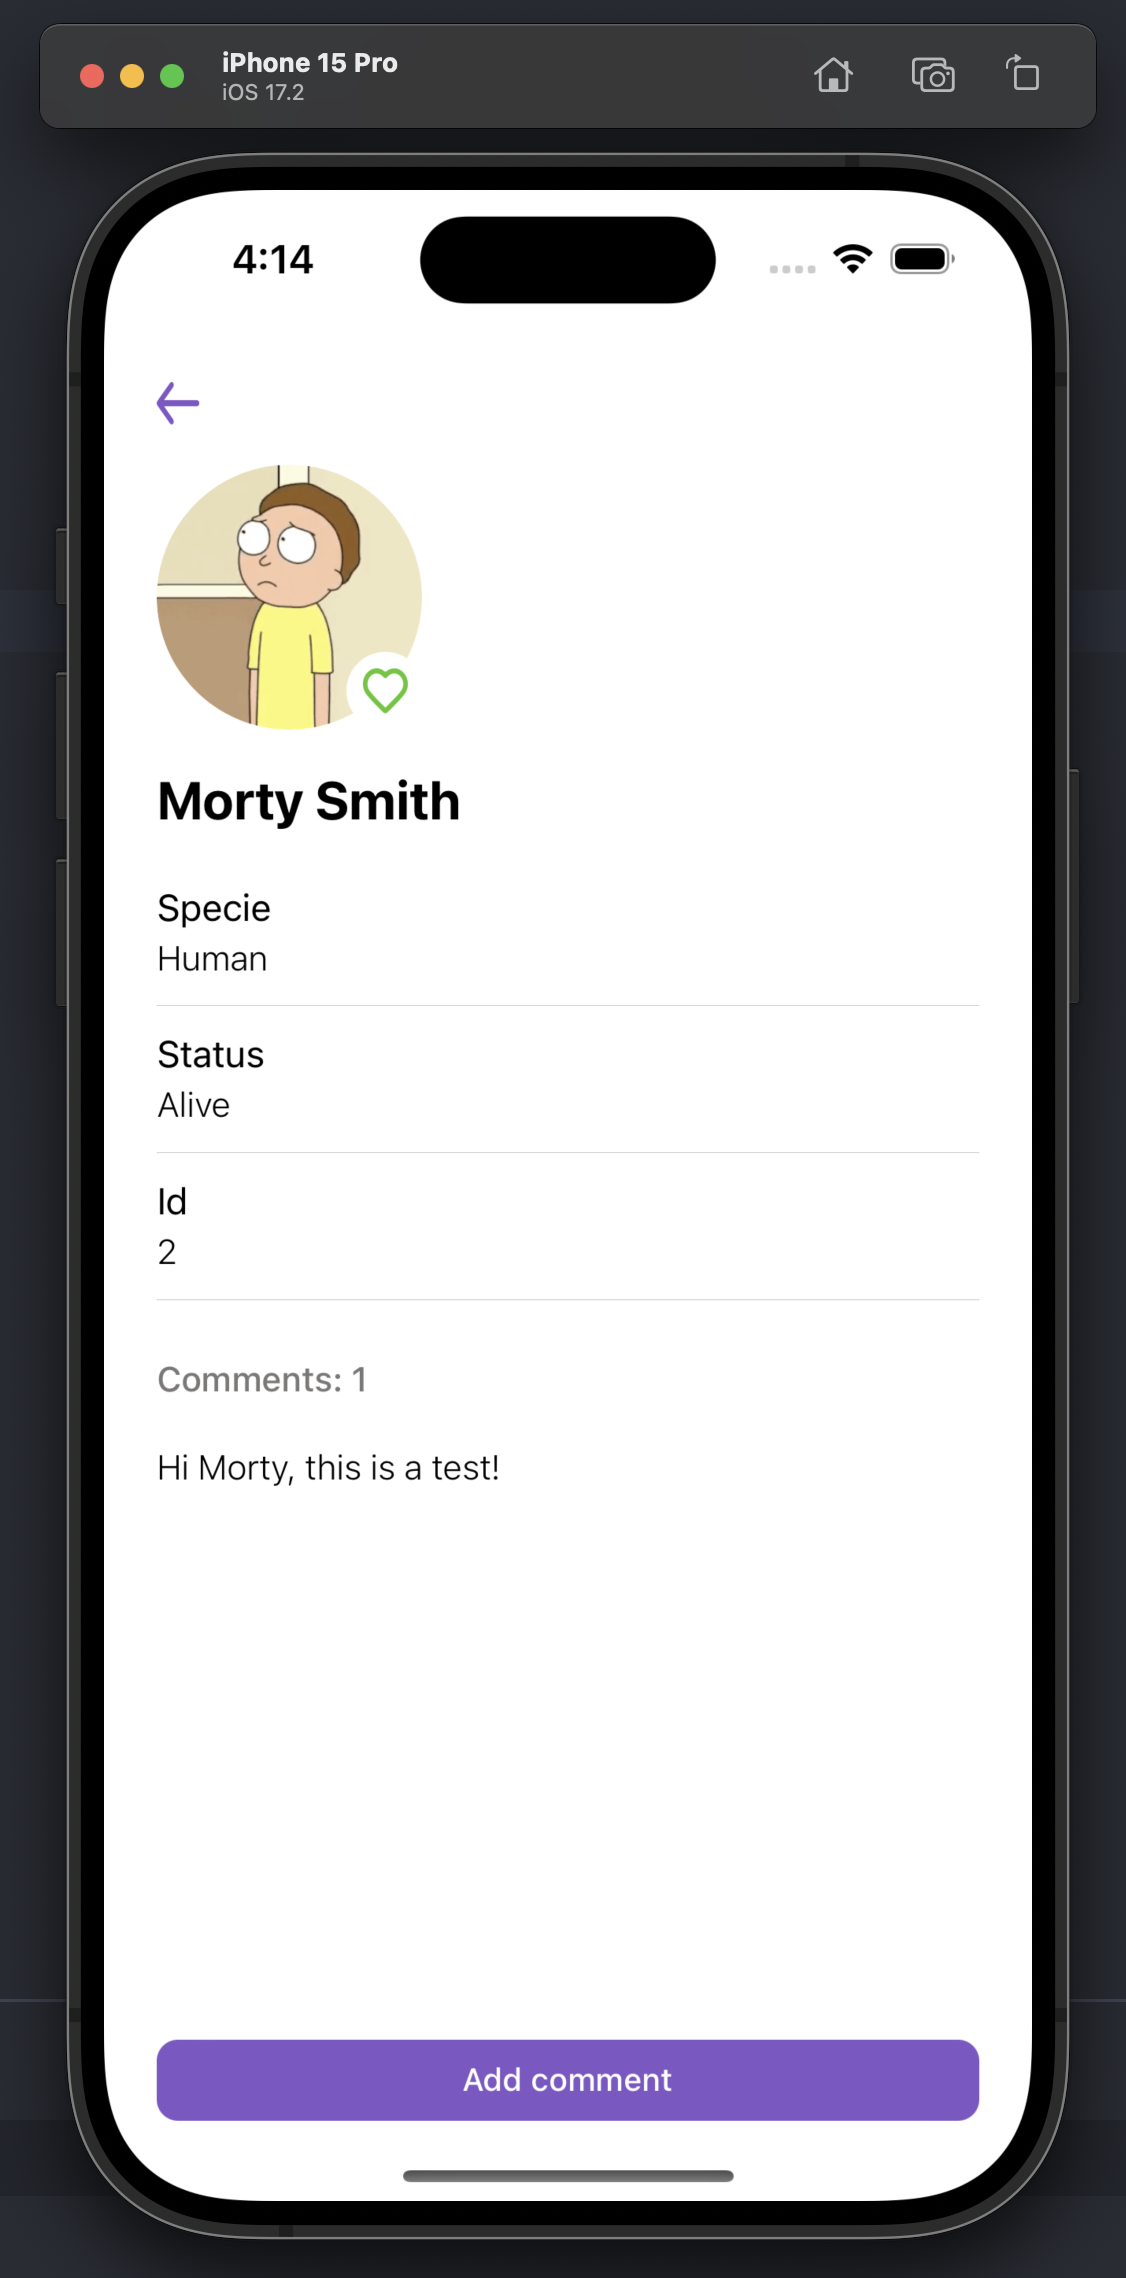 iPhone 15 Pro
iOS 17.2
4:14
Morty Smith
Specie
Human
Status
Alive
Id
2
Comments: 1
Hi Morty, this is a test!
Add comment